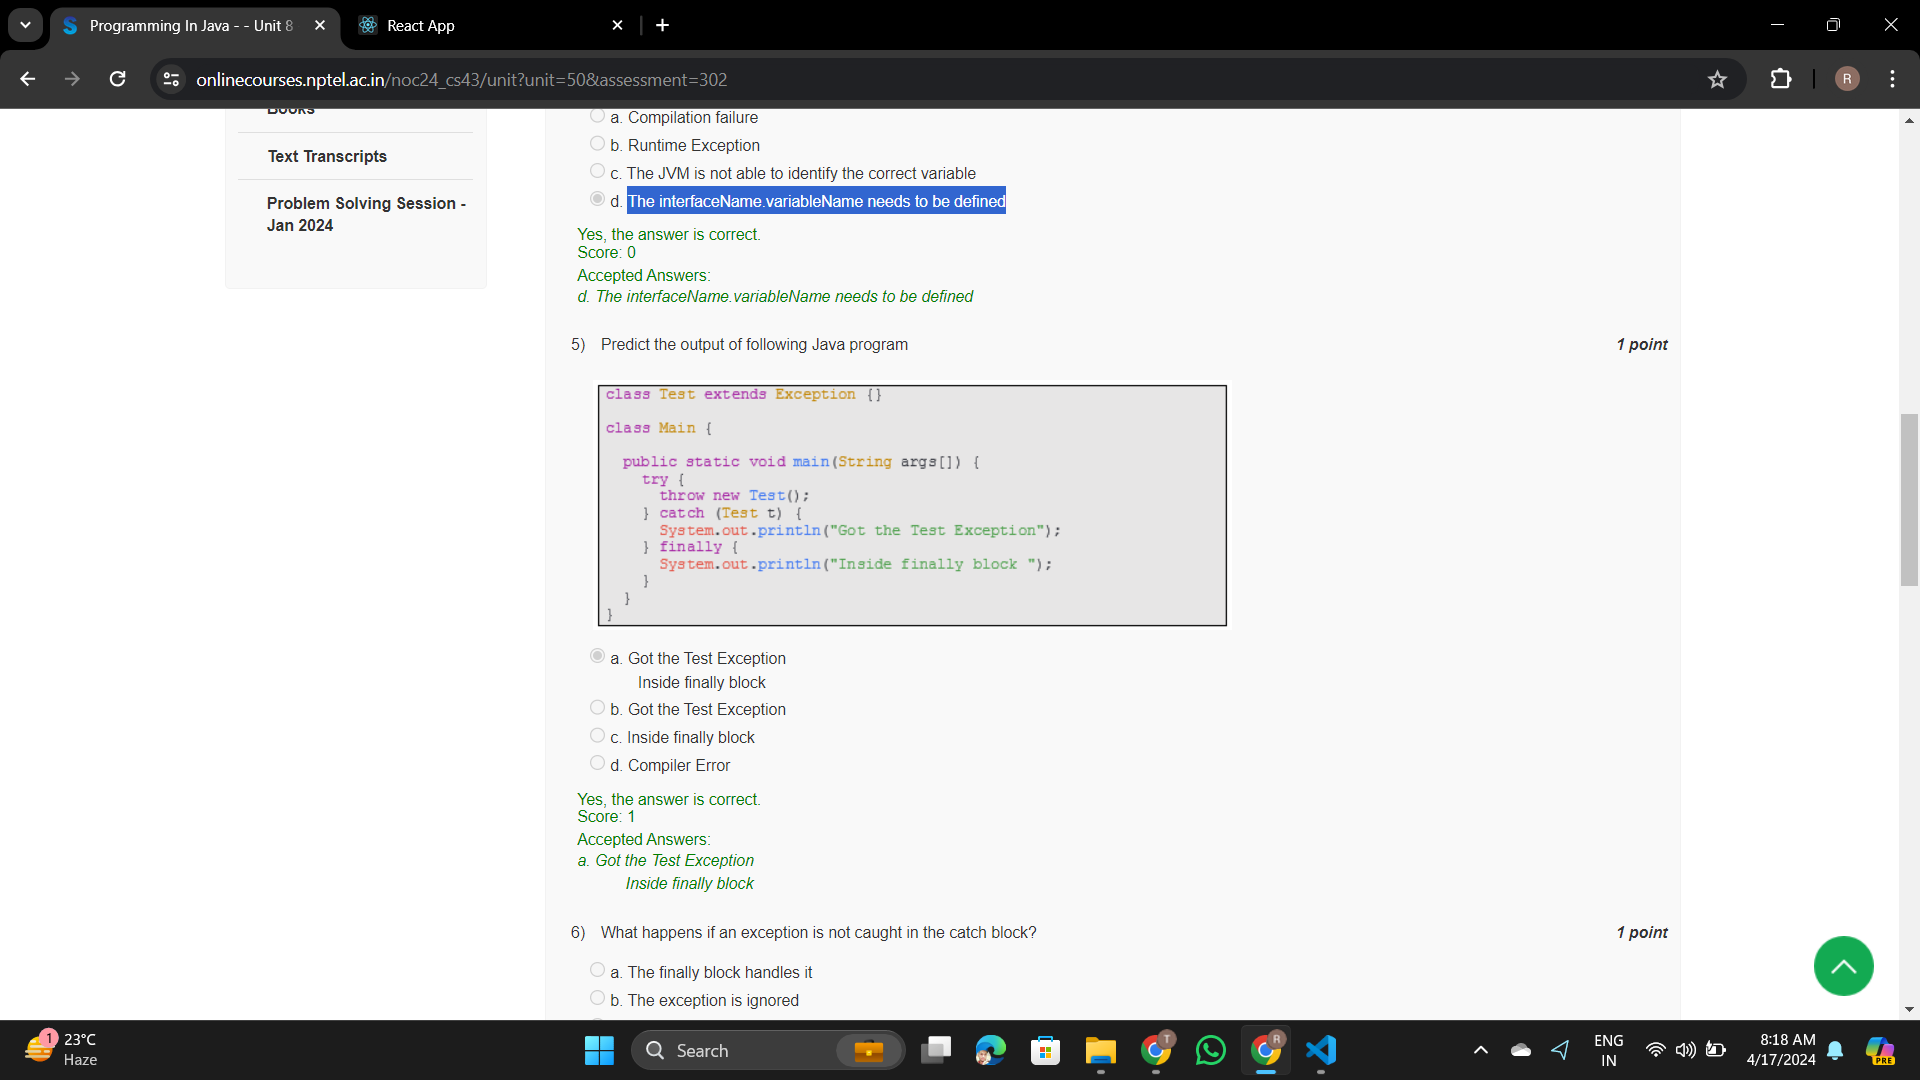 Programming In Java - - Unit 8
React App
onlinecourses.nptel.ac.in/noc24_cs43/unit?unit=50&assessment=302
R
Books
Text Transcripts
Problem Solving Session -
Jan 2024
a. Compilation failure
b. Runtime Exception
c. The JVM is not able to identify the correct variable
d. The interfaceName.variableName needs to be defined
Yes, the answer is correct.
Score: 0
Accepted Answers:
d. The interfaceName.variableName needs to be defined
5) Predict the output of following Java program 1 point
class Test extends Exception {}
class Main {
public static void main(String args[]) {
try {
throw new Test();
} catch (Test t) {
System.out.println("Got the Test Exception");
} finally {
System.out.println("Inside finally block ");
}
}
}
a. Got the Test Exception
Inside finally block
b. Got the Test Exception
c. Inside finally block
d. Compiler Error
Yes, the answer is correct.
Score: 1
Accepted Answers:
a. Got the Test Exception
Inside finally block
6) What happens if an exception is not caught in the catch block? 1 point
a. The finally block handles it
b. The exception is ignored
1
23°C
Haze
Search
T
R
ENG
IN
8:18 AM
4/17/2024
PRE